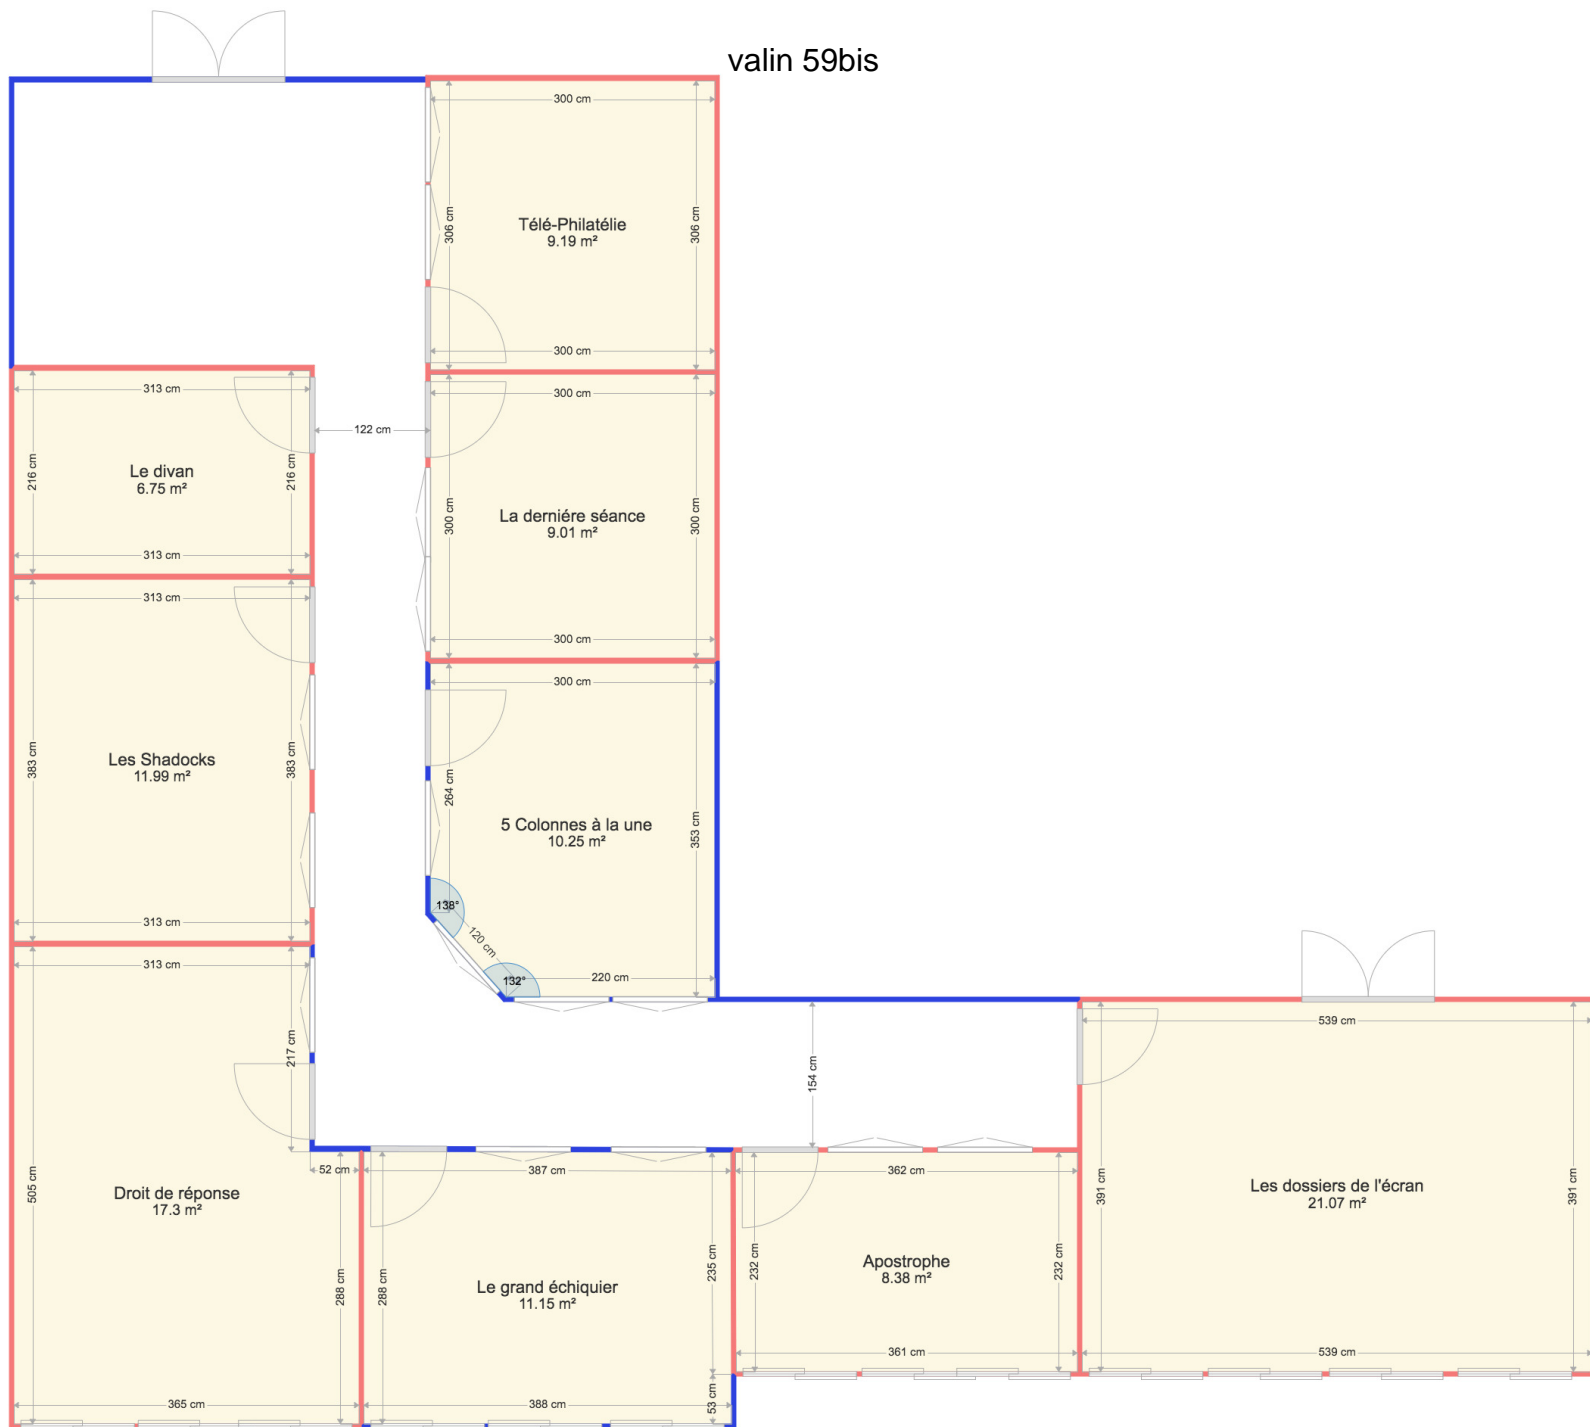 valin 59bis
300 cm
306 cm
306 cm
Télé-Philatélie
9.19 m²
300 cm
313 cm
300 cm
122 cm
216 cm
216 cm
Le divan
6.75 m²
300 cm
300 cm
La derniére séance
9.01 m²
313 cm
313 cm
300 cm
300 cm
383 cm
383 cm
Les Shadocks
11.99 m²
264 cm
353 cm
5 Colonnes à la une
10.25 m²
138°
313 cm
120 cm
313 cm
132°
220 cm
539 cm
217 cm
154 cm
52 cm
387 cm
362 cm
505 cm
Droit de réponse
17.3 m²
391 cm
391 cm
Les dossiers de l'écran
21.07 m²
288 cm
288 cm
235 cm
232 cm
232 cm
Apostrophe
8.38 m²
Le grand échiquier
11.15 m²
361 cm
539 cm
365 cm
388 cm
53 cm